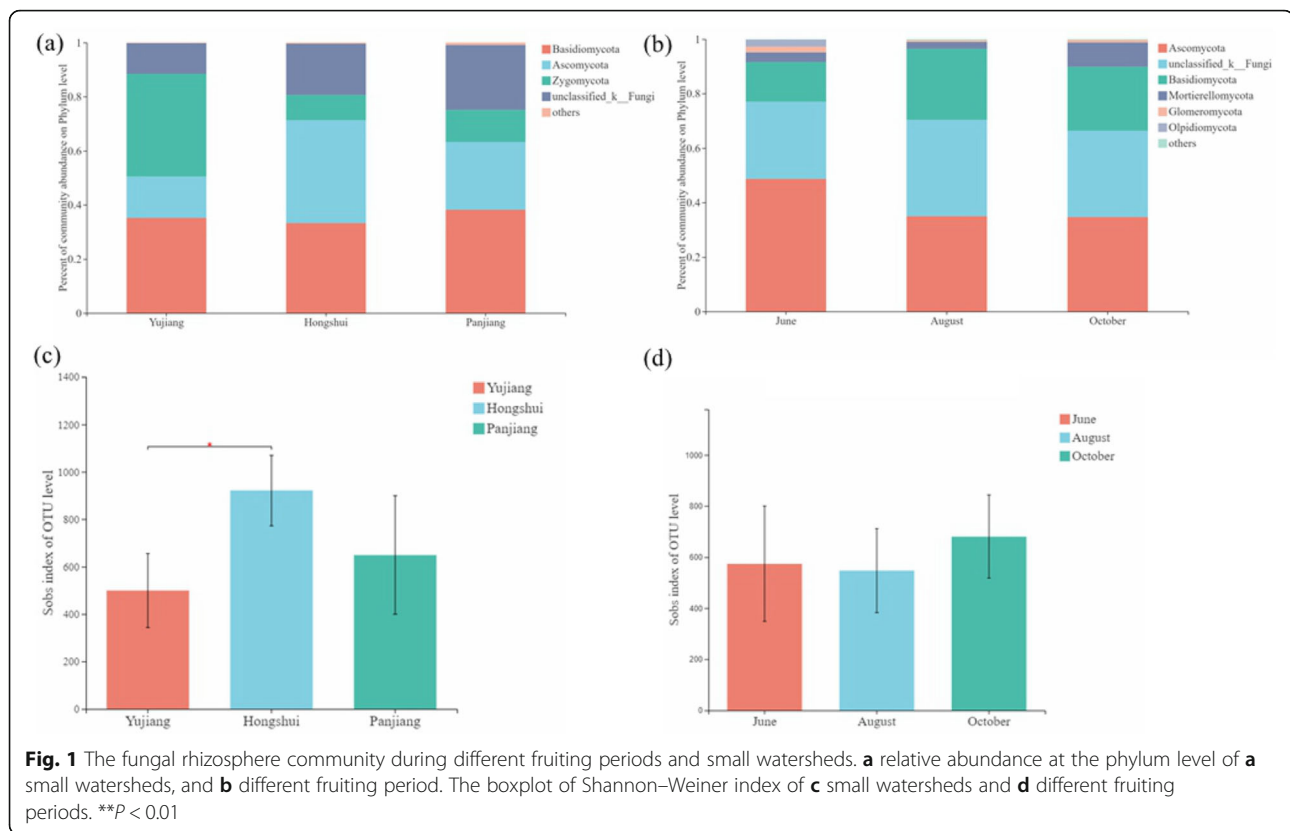 (a)
Percent of community abundance on Phylum level
1
0.8
0.6
0.4
0.2
0
Yujiang
Hongshui
Panjiang
Basidiomycota
Ascomycota
Zygomycota
unclassified_k__Fungi
others
(b)
Percent of community abundance on Phylum level
1
0.8
0.6
0.4
0.2
0
June
August
October
Ascomycota
unclassified_k__Fungi
Basidiomycota
Mortierellomycota
Glomeromycota
Olpidiomycota
others
(c)
Sobs index of OTU level
1400
1200
1000
800
600
400
200
0
*
Yujiang
Hongshui
Panjiang
Yujiang
Hongshui
Panjiang
(d)
Sobs index of OTU level
1000
800
600
400
200
0
June
August
October
June
August
October
Fig. 1 The fungal rhizosphere community during different fruiting periods and small watersheds. a relative abundance at the phylum level of a
small watersheds, and b different fruiting period. The boxplot of Shannon–Weiner index of c small watersheds and d different fruiting
periods. **P < 0.01